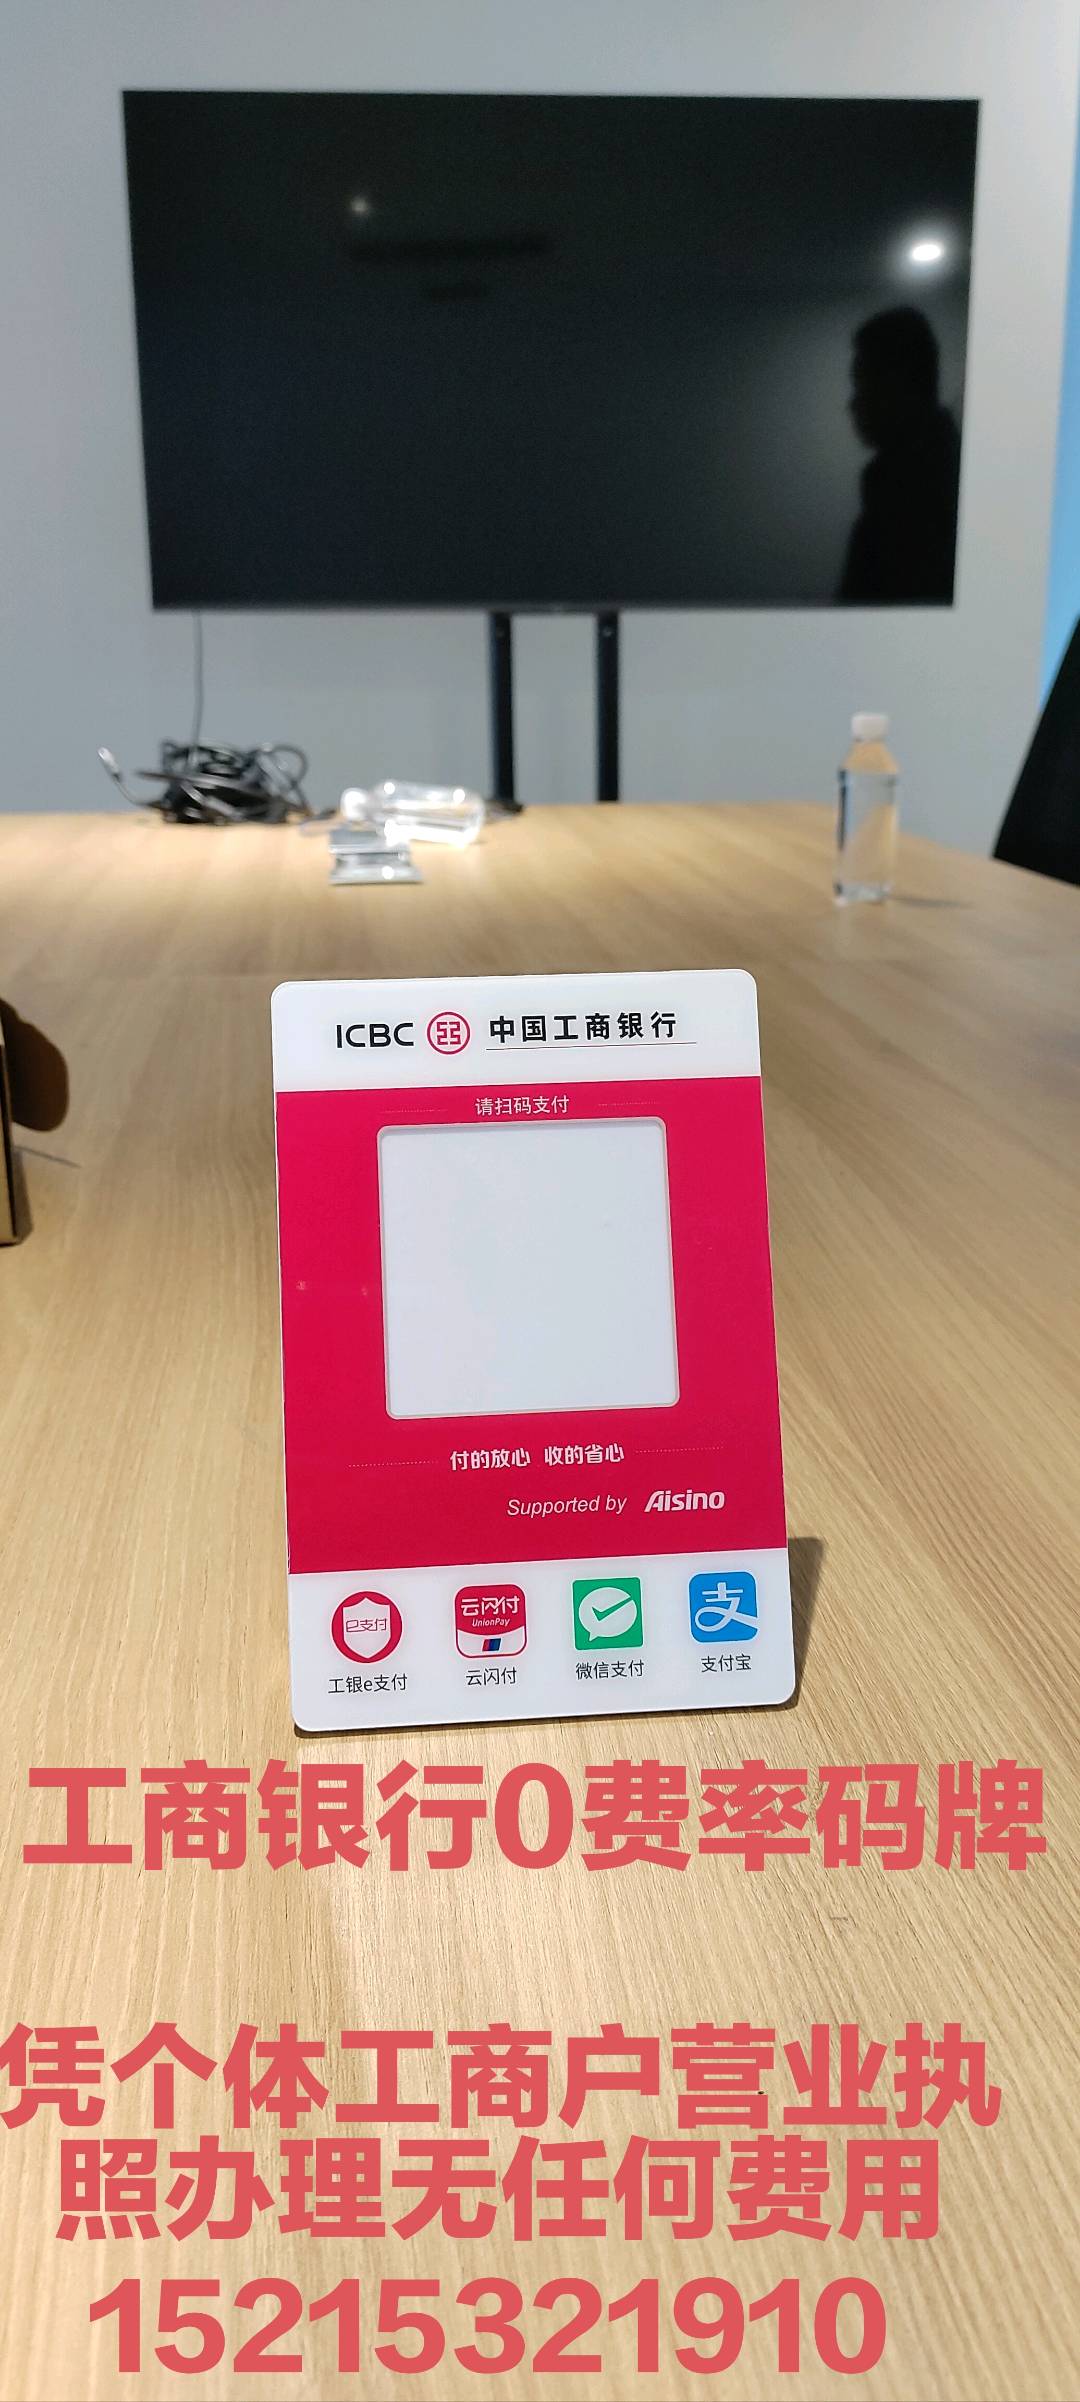 ICBC 中国工商银行
请扫码支付
付的放心 收的省心
Supported by Aisino
e支付
云闪付
UnionPay
支
工银e支付 云闪付 微信支付 支付宝
工商银行0费率码牌
凭个体工商户营业执
照办理无任何费用
15215321910